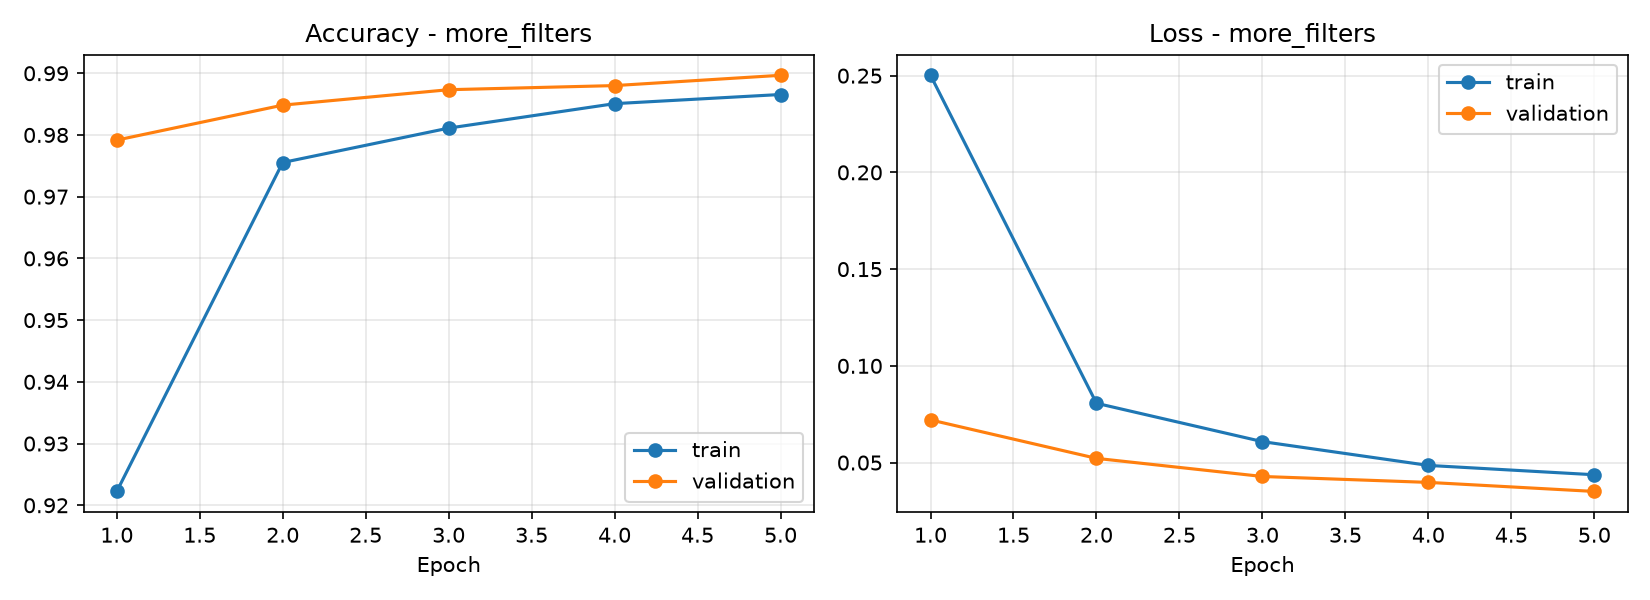 Accuracy - more_filters
0.99
0.98
0.97
0.96
0.95
0.94
0.93
0.92
1.0 1.5 2.0 2.5 3.0 3.5 4.0 4.5 5.0
Epoch
train
validation
Loss - more_filters
0.25
0.20
0.15
0.10
0.05
1.0 1.5 2.0 2.5 3.0 3.5 4.0 4.5 5.0
Epoch
train
validation